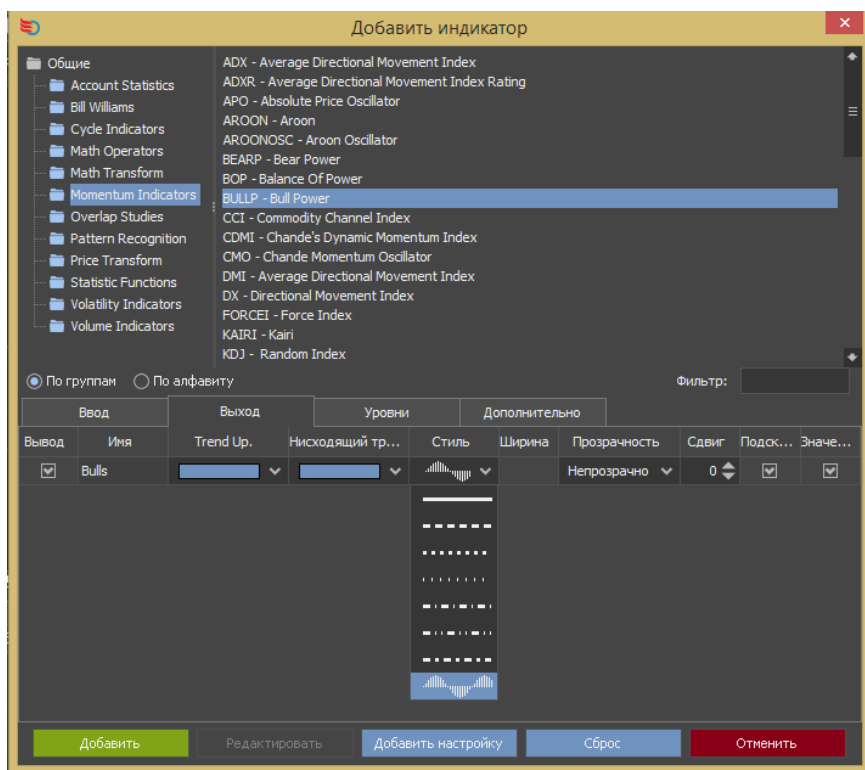 Добавить индикатор
Общие
Account Statistics
Bill Williams
Cycle Indicators
Math Operators
Math Transform
Momentum Indicators
Overlap Studies
Pattern Recognition
Price Transform
Statistic Functions
Volatility Indicators
Volume Indicators
ADX - Average Directional Movement Index
ADXR - Average Directional Movement Index Rating
APO - Absolute Price Oscillator
AROON - Aroon
AROONOSC - Aroon Oscillator
BEARP - Bear Power
BOP - Balance Of Power
BULLP - Bull Power
CCI - Commodity Channel Index
CDMI - Chande's Dynamic Momentum Index
CMO - Chande Momentum Oscillator
DMI - Average Directional Movement Index
DX - Directional Movement Index
FORCEI - Force Index
KAIRI - Kairi
KDJ - Random Index
По группам По алфавиту Фильтр:
Ввод Выход Уровни Дополнительно
Вывод Имя Trend Up. Нисходящий тр... Стиль Ширина Прозрачность Сдвиг Подск... Значе...
Bulls Непрозрачно 0
Добавить Редактировать Добавить настройку Сброс Отменить